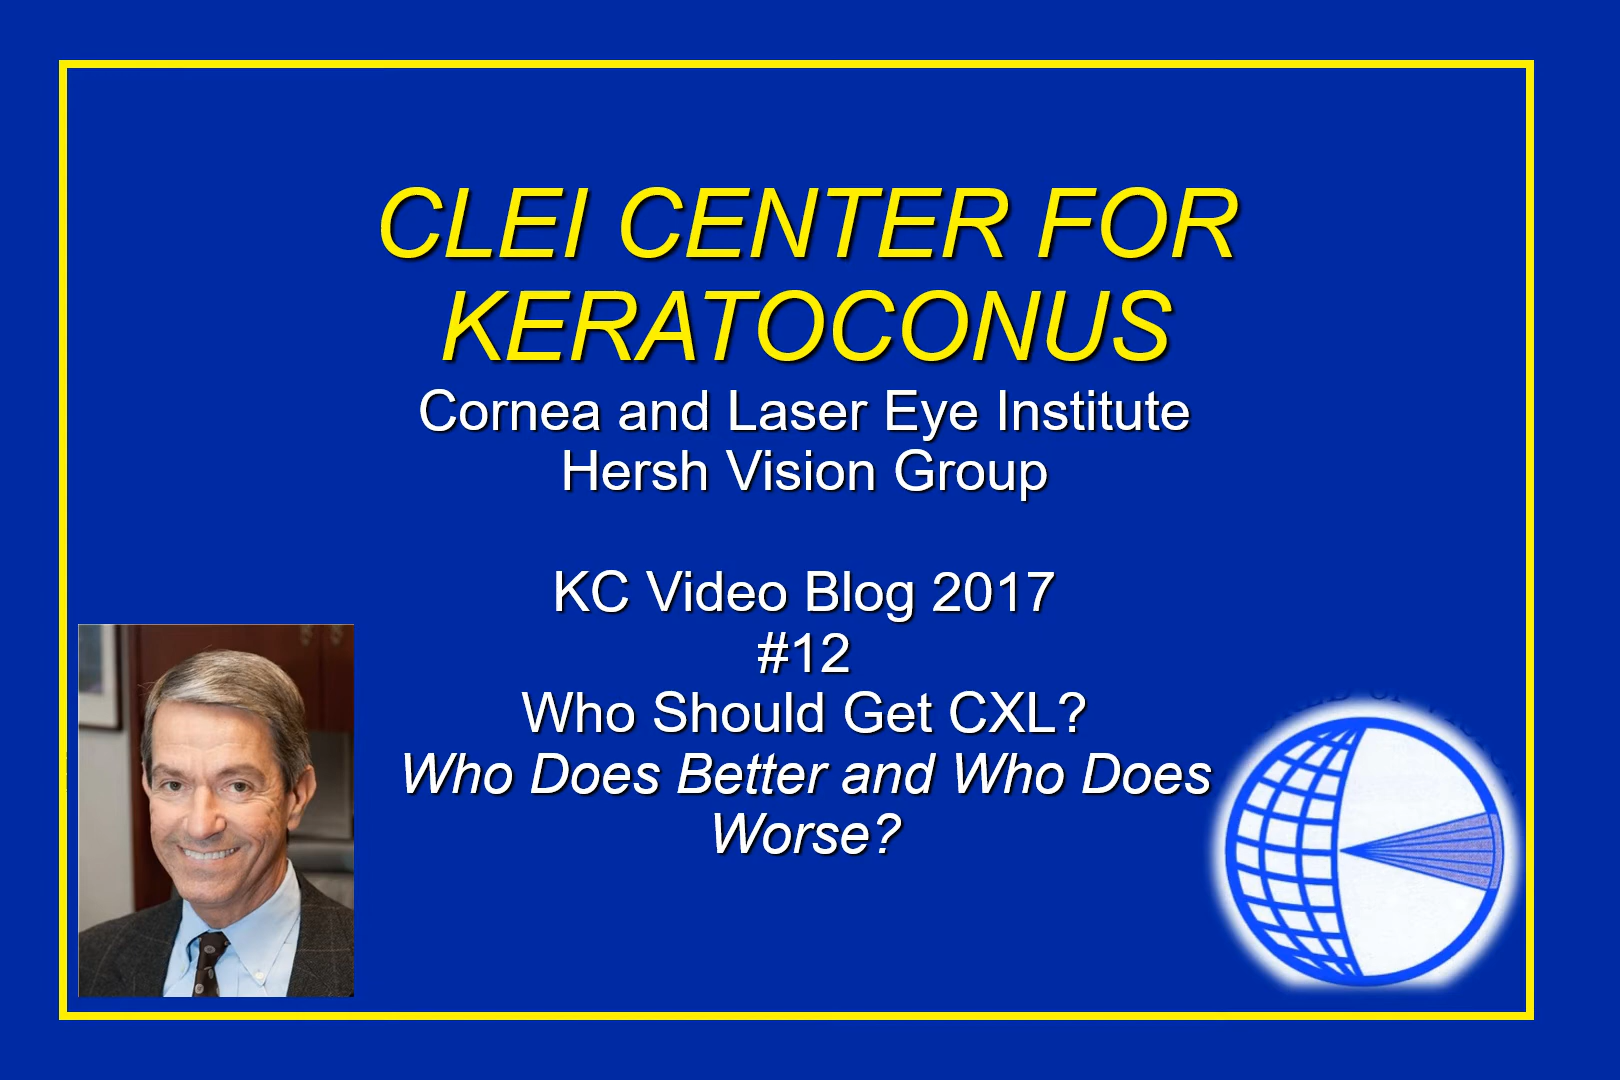 CLEI CENTER FOR
KERATOCONUS
Cornea and Laser Eye Institute
Hersh Vision Group
KC Video Blog 2017
#12
Who Should Get CXL?
Who Does Better and Who Does
Worse?